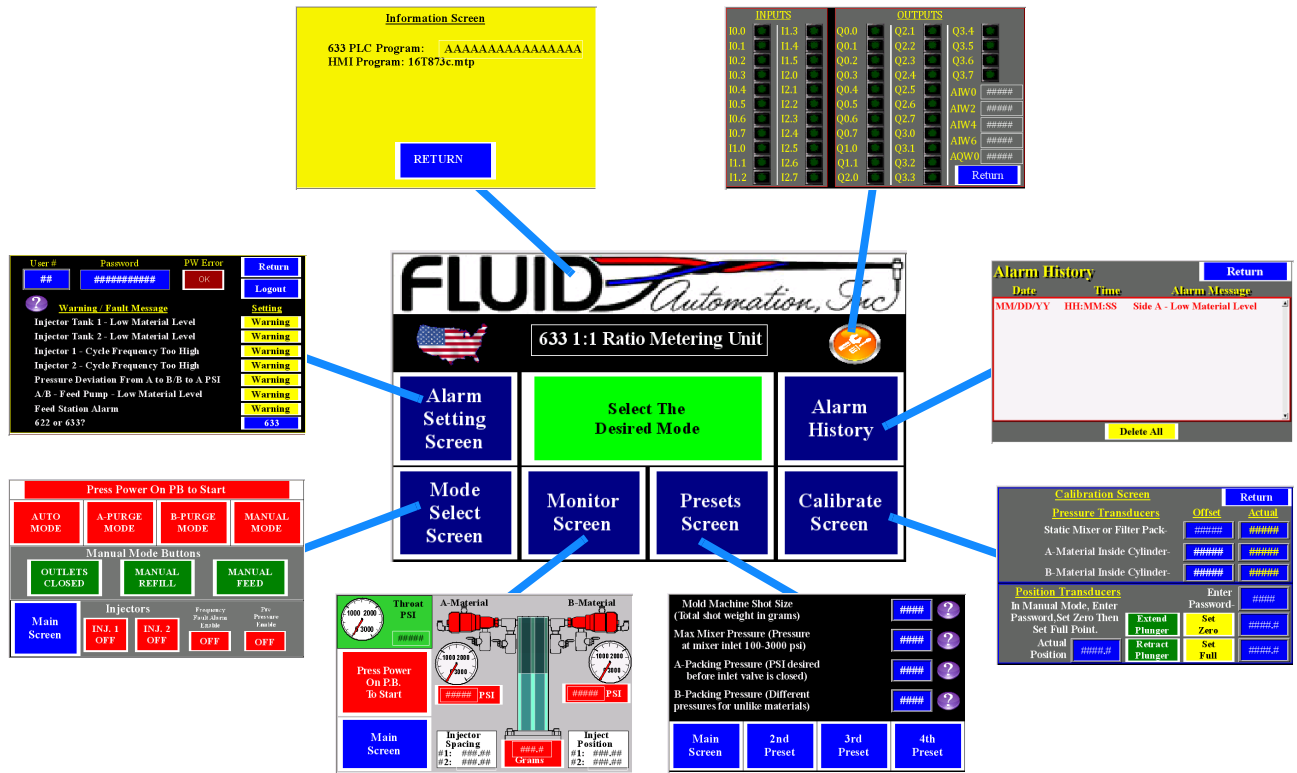 Information Screen
633 PLC Program: AAAAAAAAAAAAAAAA
HMI Program: 16T873c.mtp
RETURN
INPUTS OUTPUTS
I0.0 I1.3 Q0.0 Q2.1 Q3.4
I0.1 I1.4 Q0.1 Q2.2 Q3.5
I0.2 I1.5 Q0.2 Q2.3 Q3.6
I0.3 I2.0 Q0.3 Q2.4 Q3.7
I0.4 I2.1 Q0.4 Q2.5 AIW0 #####
I0.5 I2.2 Q0.5 Q2.6 AIW2 #####
I0.6 I2.3 Q0.6 Q2.7 AIW4 #####
I0.7 I2.4 Q0.7 Q3.0 AIW6 #####
I1.0 I2.5 Q1.0 Q3.1 AQW0 #####
I1.1 I2.6 Q1.1 Q3.2
I1.2 I2.7 Q2.0 Q3.3
Return
User # Password PW Error
## ########### OK
Return
Logout
? Warning / Fault Message Setting
Injector Tank 1 - Low Material Level Warning
Injector Tank 2 - Low Material Level Warning
Injector 1 - Cycle Frequency Too High Warning
Injector 2 - Cycle Frequency Too High Warning
Pressure Deviation From A to B/B to A PSI Warning
A/B - Feed Pump - Low Material Level Warning
Feed Station Alarm Warning
622 or 633? 633
FLUID
Automation, Inc
633 1:1 Ratio Metering Unit
Alarm
Setting
Screen
Select The
Desired Mode
Alarm
History
Mode
Select
Screen
Monitor
Screen
Presets
Screen
Calibrate
Screen
Alarm History Return
Date Time Alarm Message
MM/DD/YY HH:MM:SS Side A - Low Material Level
Delete All
Press Power On PB to Start
AUTO
MODE
A-PURGE
MODE
B-PURGE
MODE
MANUAL
MODE
Manual Mode Buttons
OUTLETS
CLOSED
MANUAL
REFILL
MANUAL
FEED
Main
Screen
Injectors
INJ. 1
OFF
INJ. 2
OFF
Frequency
Fault Alarm
Enable
OFF
Pre
Pressure
Enable
OFF
Calibration Screen Return
Pressure Transducers Offset Actual
Static Mixer or Filter Pack- ##### #####
A-Material Inside Cylinder- ##### #####
B-Material Inside Cylinder- ##### #####
Position Transducers
In Manual Mode, Enter
Password,Set Zero Then
Set Full Point.
Enter
Password- ####
Extend
Plunger
Set
Zero
####.#
Actual
Position
####.#
Retract
Plunger
Set
Full
####.#
1000 2000
0 3000
Throat
PSI
#####
Press Power
On P.B.
To Start
Main
Screen
A-Material B-Material
1000 2000
0 3000
##### PSI
1000 2000
0 3000
##### PSI
Injector
Spacing
#1: ###.##
#2: ###.##
###.#
Grams
Inject
Position
#1: ###.##
#2: ###.##
Mold Machine Shot Size
(Total shot weight in grams)
#### ?
Max Mixer Pressure (Pressure
at mixer inlet 100-3000 psi)
#### ?
A-Packing Pressure (PSI desired
before inlet valve is closed)
#### ?
B-Packing Pressure (Different
pressures for unlike materials)
#### ?
Main
Screen
2nd
Preset
3rd
Preset
4th
Preset